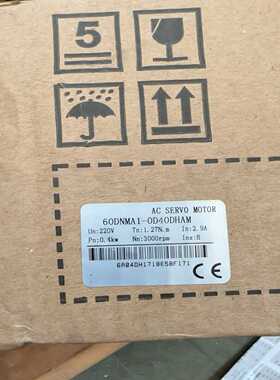 5
AC SERVO MOTOR
60DNMA1-0D40DHAM
Un:220V Tn:1.27N.m In:2.9A
Pn:0.4kw Nn:3000rpm Ins:B
6A04DH1718658F171
CE